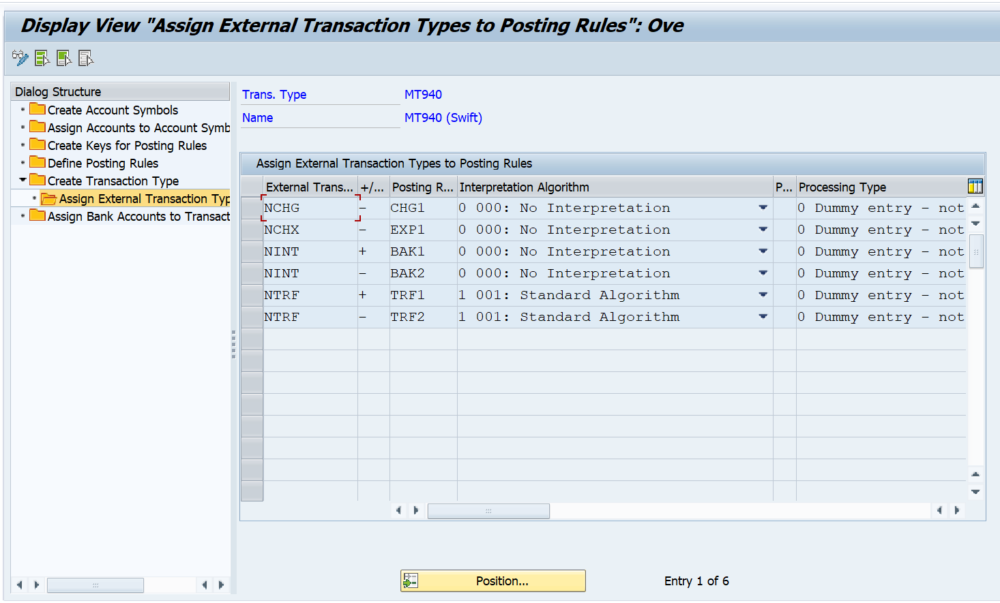 Display View "Assign External Transaction Types to Posting Rules": Ove
Dialog Structure
Create Account Symbols
Assign Accounts to Account Symb
Create Keys for Posting Rules
Define Posting Rules
Create Transaction Type
Assign External Transaction Typ
Assign Bank Accounts to Transact
Trans. Type MT940
Name MT940 (Swift)
Assign External Transaction Types to Posting Rules
External Trans... +/... Posting R... Interpretation Algorithm P... Processing Type
NCHG - CHG1 0 000: No Interpretation 0 Dummy entry - not
NCHX - EXP1 0 000: No Interpretation 0 Dummy entry - not
NINT + BAK1 0 000: No Interpretation 0 Dummy entry - not
NINT - BAK2 0 000: No Interpretation 0 Dummy entry - not
NTRF + TRF1 1 001: Standard Algorithm 0 Dummy entry - not
NTRF - TRF2 1 001: Standard Algorithm 0 Dummy entry - not
Position... Entry 1 of 6